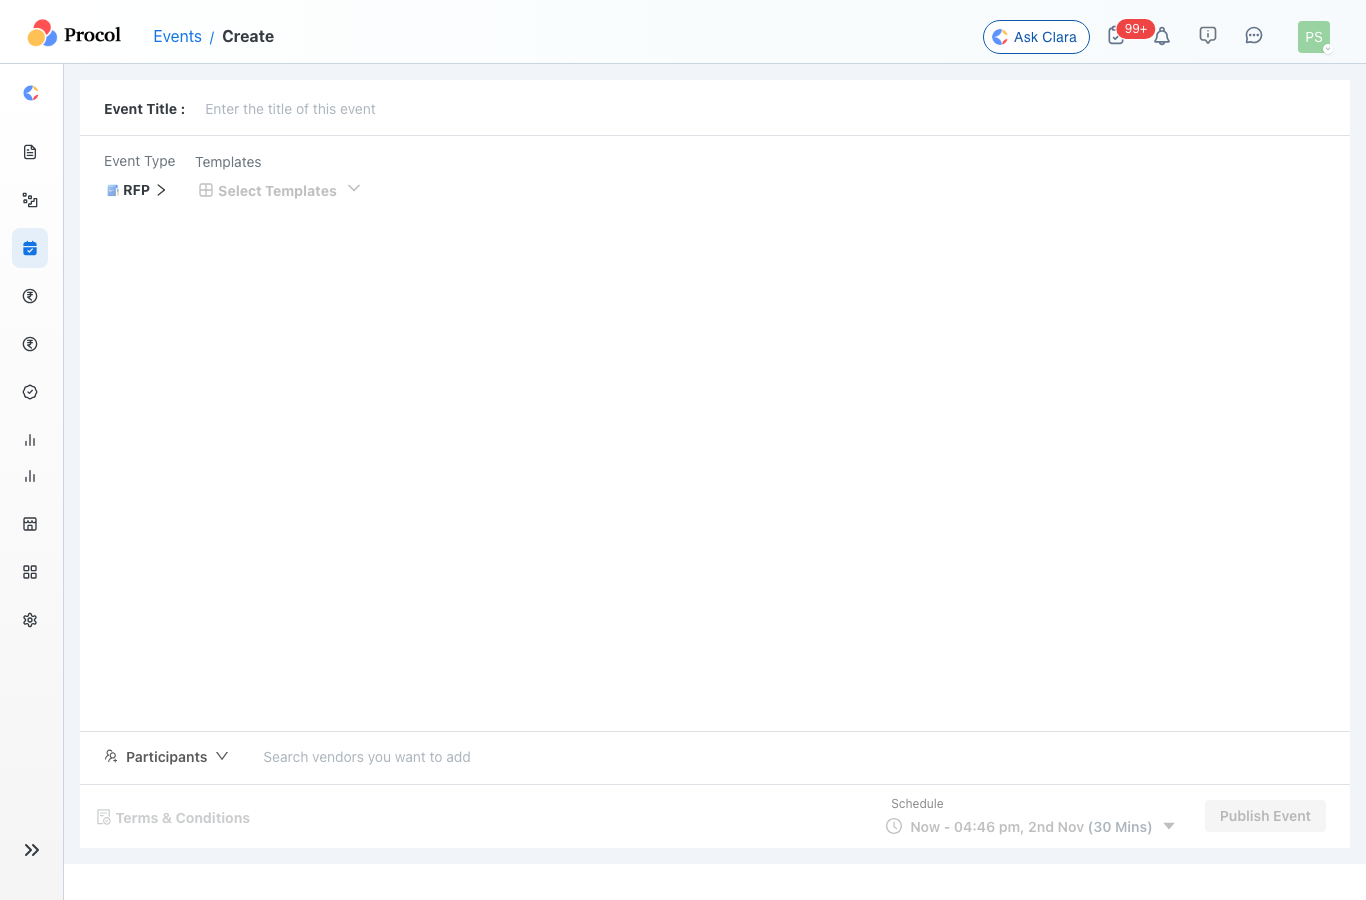 Procol
Events / Create
Ask Clara
99+
PS
Event Title :
Enter the title of this event
Event Type
Templates
RFP
Select Templates
Participants
Search vendors you want to add
Terms & Conditions
Schedule
Now - 04:46 pm, 2nd Nov (30 Mins)
Publish Event